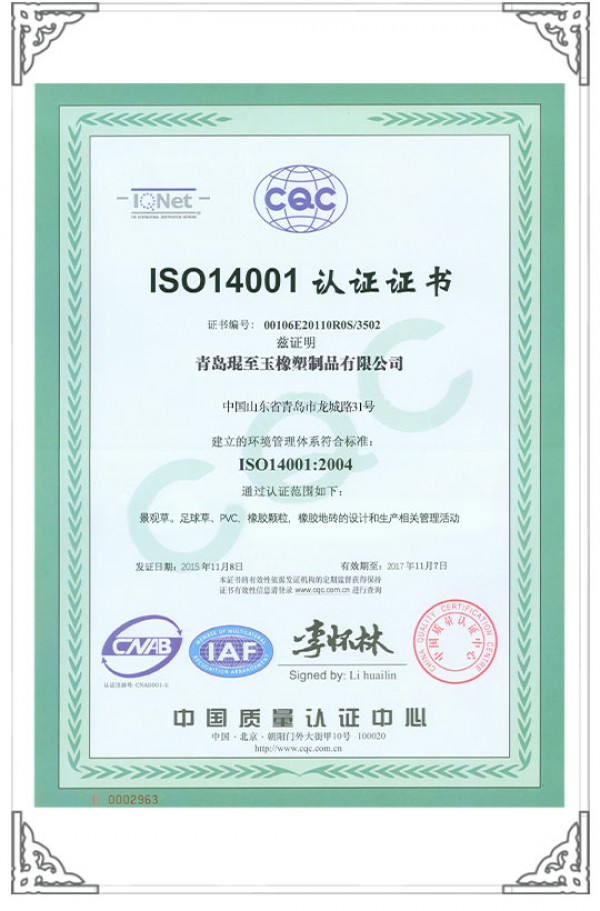 IQNet
THE INTERNATIONAL CERTIFICATION NETWORK
CQC
ISO14001 认证证书
证书编号: 00106E20110R0S/3502
兹证明
青岛琨至玉橡塑制品有限公司
中国山东省青岛市龙城路31号
建立的环境管理体系符合标准:
ISO14001:2004
通过认证范围如下:
景观草。足球草、PVC、橡胶颗粒, 橡胶地砖的设计和生产相关管理活动
发证日期: 2015年11月8日 有效期至: 2017年11月7日
本证书的有效性依据发证机构的定期监督获得保持
证书有效性信息请登录 www.cqc.com.cn 进行查询
CQC
CNAB
认证注册号: CNAB001-E
MEMBER OF MULTILATERAL
IAF
RECOGNITION ARRANGEMENT
李怀林
Signed by: Li huailin
CHINA QUALITY CERTIFICATION CENTRE
中国质量认证中心
中国质量认证中心
中国·北京·朝阳门外大街甲10号 100020
http://www.cqc.com.cn
0002963